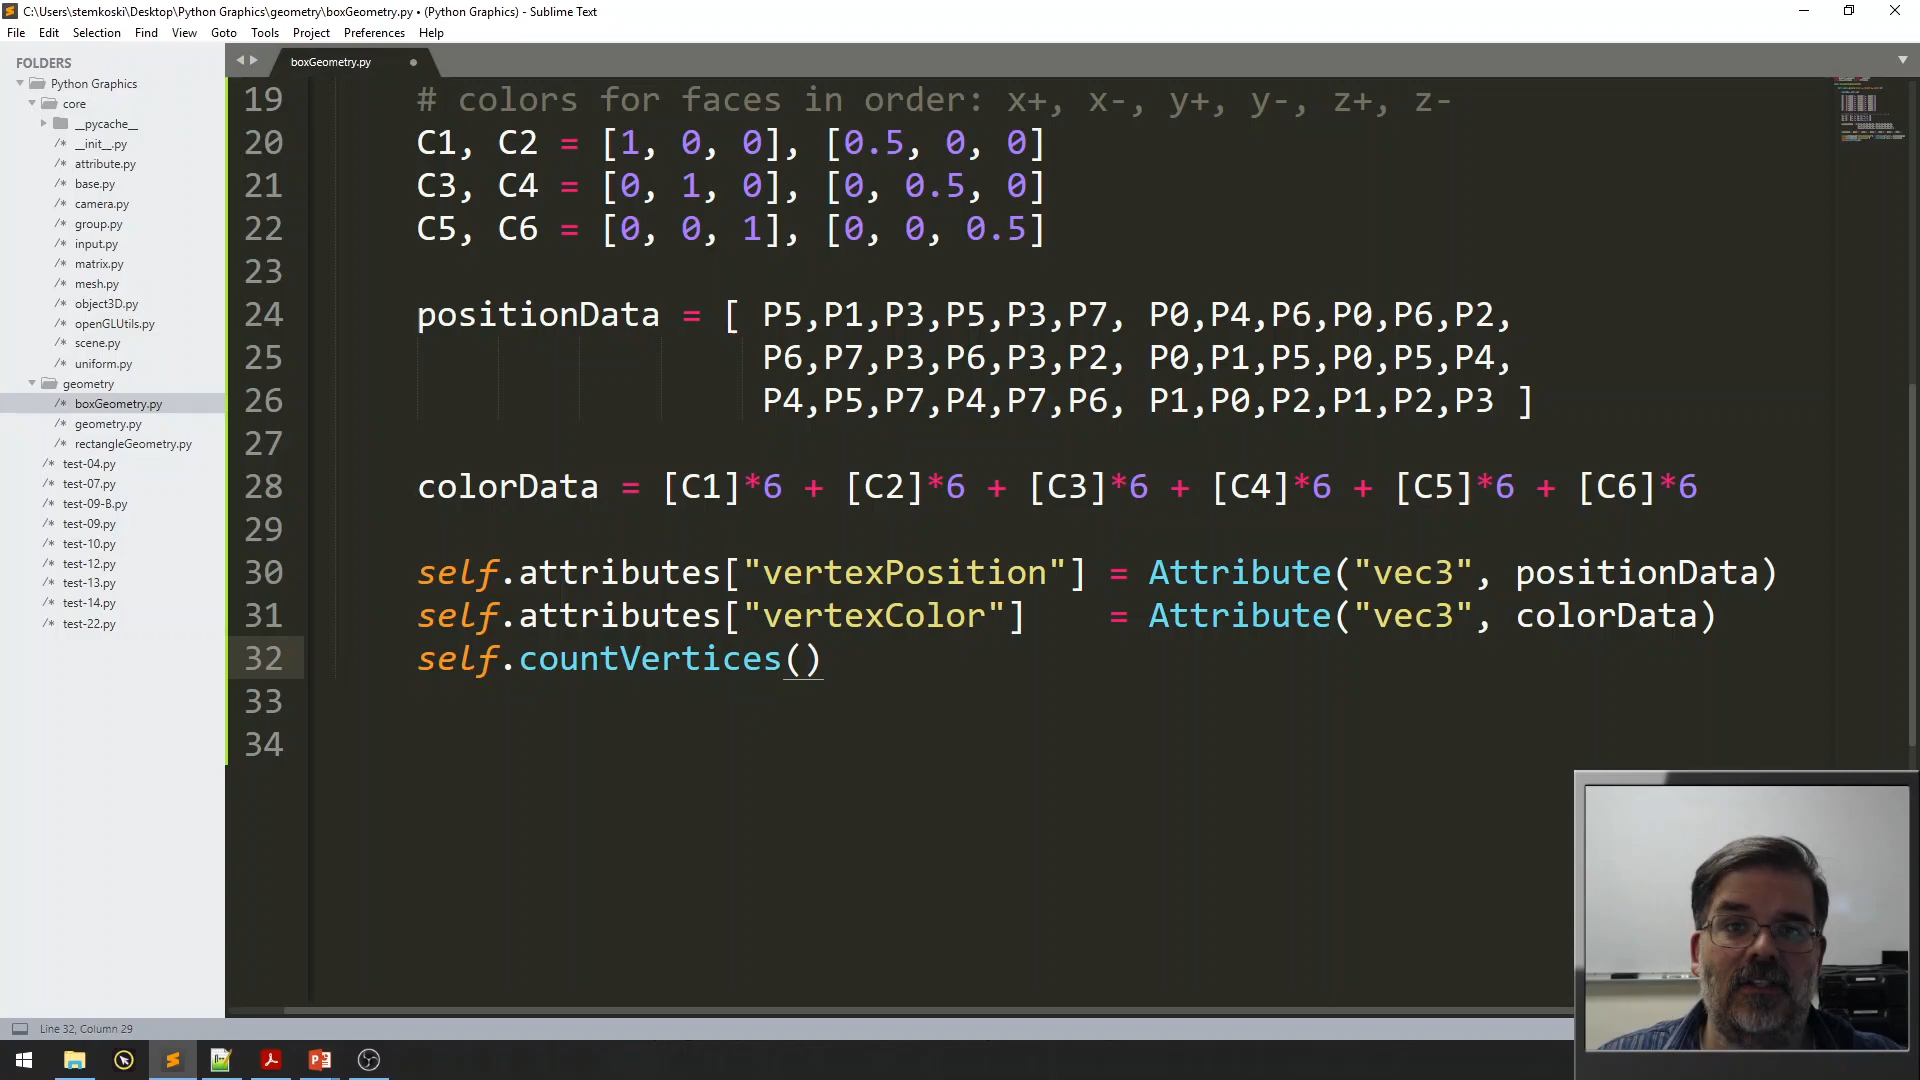 C:\Users\stemkoski\Desktop\Python Graphics\geometry\boxGeometry.py • (Python Graphics) - Sublime Text
File Edit Selection Find View Goto Tools Project Preferences Help
FOLDERS
Python Graphics
core
__pycache__
__init__.py
attribute.py
base.py
camera.py
group.py
input.py
matrix.py
mesh.py
object3D.py
openGLUtils.py
scene.py
uniform.py
geometry
boxGeometry.py
geometry.py
rectangleGeometry.py
test-04.py
test-07.py
test-09-B.py
test-09.py
test-10.py
test-12.py
test-13.py
test-14.py
test-22.py
boxGeometry.py
19 # colors for faces in order: x+, x-, y+, y-, z+, z-
20 C1, C2 = [1, 0, 0], [0.5, 0, 0]
21 C3, C4 = [0, 1, 0], [0, 0.5, 0]
22 C5, C6 = [0, 0, 1], [0, 0, 0.5]
23
24 positionData = [ P5,P1,P3,P5,P3,P7, P0,P4,P6,P0,P6,P2,
25 P6,P7,P3,P6,P3,P2, P0,P1,P5,P0,P5,P4,
26 P4,P5,P7,P4,P7,P6, P1,P0,P2,P1,P2,P3 ]
27
28 colorData = [C1]*6 + [C2]*6 + [C3]*6 + [C4]*6 + [C5]*6 + [C6]*6
29
30 self.attributes["vertexPosition"] = Attribute("vec3", positionData)
31 self.attributes["vertexColor"] = Attribute("vec3", colorData)
32 self.countVertices()
33
34
Line 32, Column 29